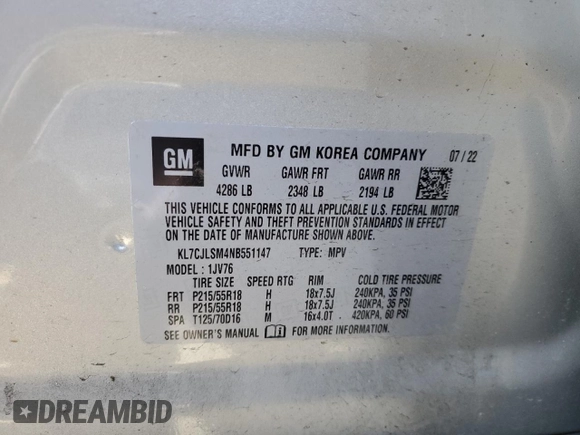 GM
MFD BY GM KOREA COMPANY 07/22
GVWR GAWR FRT GAWR RR
4286 LB 2348 LB 2194 LB
THIS VEHICLE CONFORMS TO ALL APPLICABLE U.S. FEDERAL MOTOR
VEHICLE SAFETY AND THEFT PREVENTION STANDARDS IN EFFECT
ON THE DATE OF MANUFACTURE SHOWN ABOVE.
KL7CJLSM4NB551147 TYPE: MPV
MODEL: 1JV76
TIRE SIZE SPEED RTG RIM COLD TIRE PRESSURE
FRT P215/55R18 H 18x7.5J 240KPA, 35 PSI
RR P215/55R18 H 18x7.5J 240KPA, 35 PSI
SPA T125/70D16 M 16x4.0T 420KPA, 60 PSI
SEE OWNER'S MANUAL FOR MORE INFORMATION.
DREAMBID